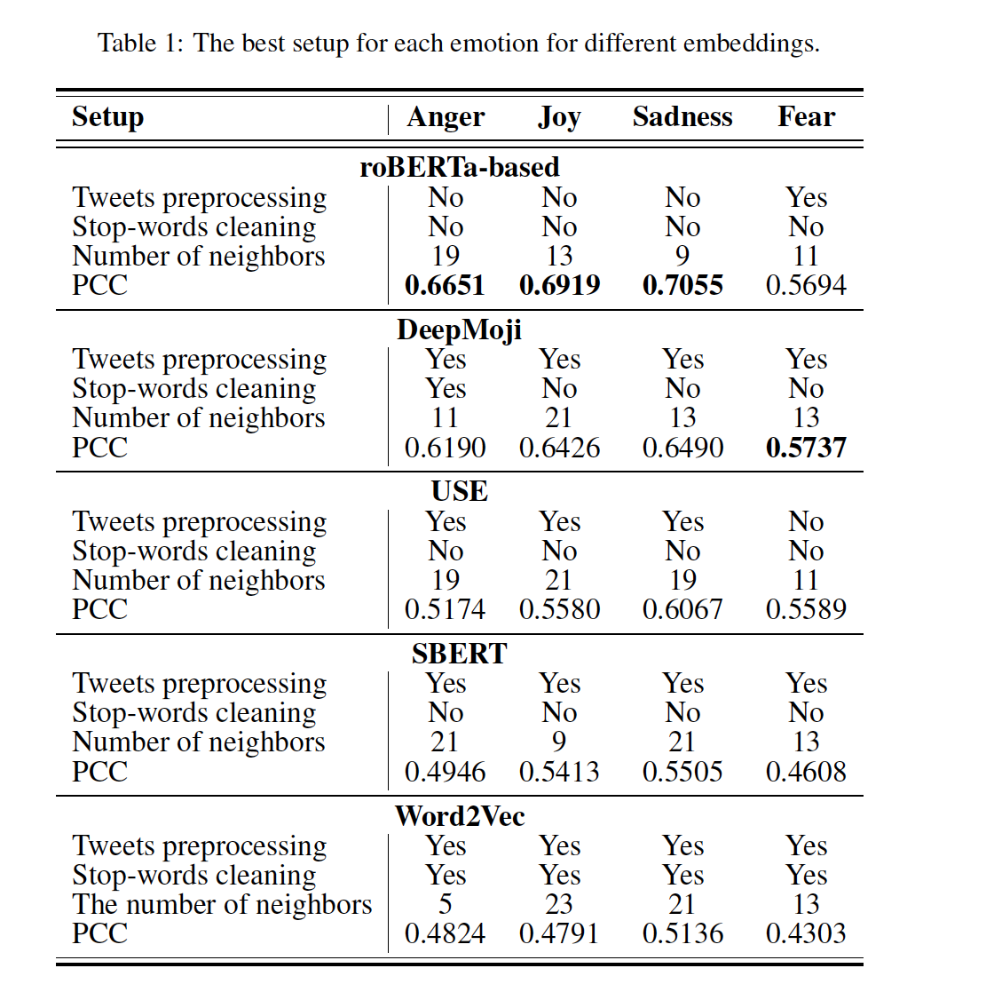 Table 1: The best setup for each emotion for different embeddings.
Setup Anger Joy Sadness Fear
roBERTa-based
Tweets preprocessing No No No Yes
Stop-words cleaning No No No No
Number of neighbors 19 13 9 11
PCC 0.6651 0.6919 0.7055 0.5694
DeepMoji
Tweets preprocessing Yes Yes Yes Yes
Stop-words cleaning Yes No No No
Number of neighbors 11 21 13 13
PCC 0.6190 0.6426 0.6490 0.5737
USE
Tweets preprocessing Yes Yes Yes No
Stop-words cleaning No No No No
Number of neighbors 19 21 19 11
PCC 0.5174 0.5580 0.6067 0.5589
SBERT
Tweets preprocessing Yes Yes Yes Yes
Stop-words cleaning No No No No
Number of neighbors 21 9 21 13
PCC 0.4946 0.5413 0.5505 0.4608
Word2Vec
Tweets preprocessing Yes Yes Yes Yes
Stop-words cleaning Yes Yes Yes Yes
The number of neighbors 5 23 21 13
PCC 0.4824 0.4791 0.5136 0.4303